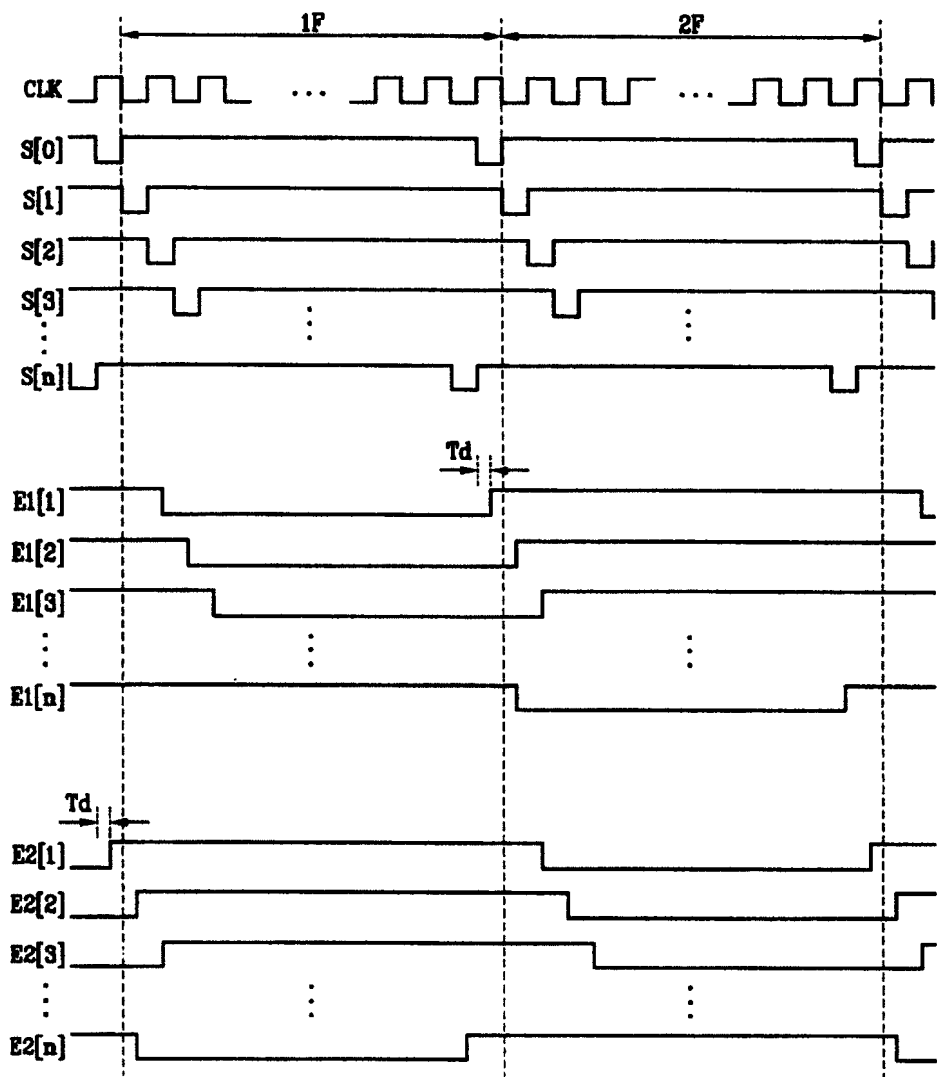 1F 2F
CLK
S[0]
S[1]
S[2]
S[3]
S[n]
Td
E1[1]
E1[2]
E1[3]
E1[n]
Td
E2[1]
E2[2]
E2[3]
E2[n]